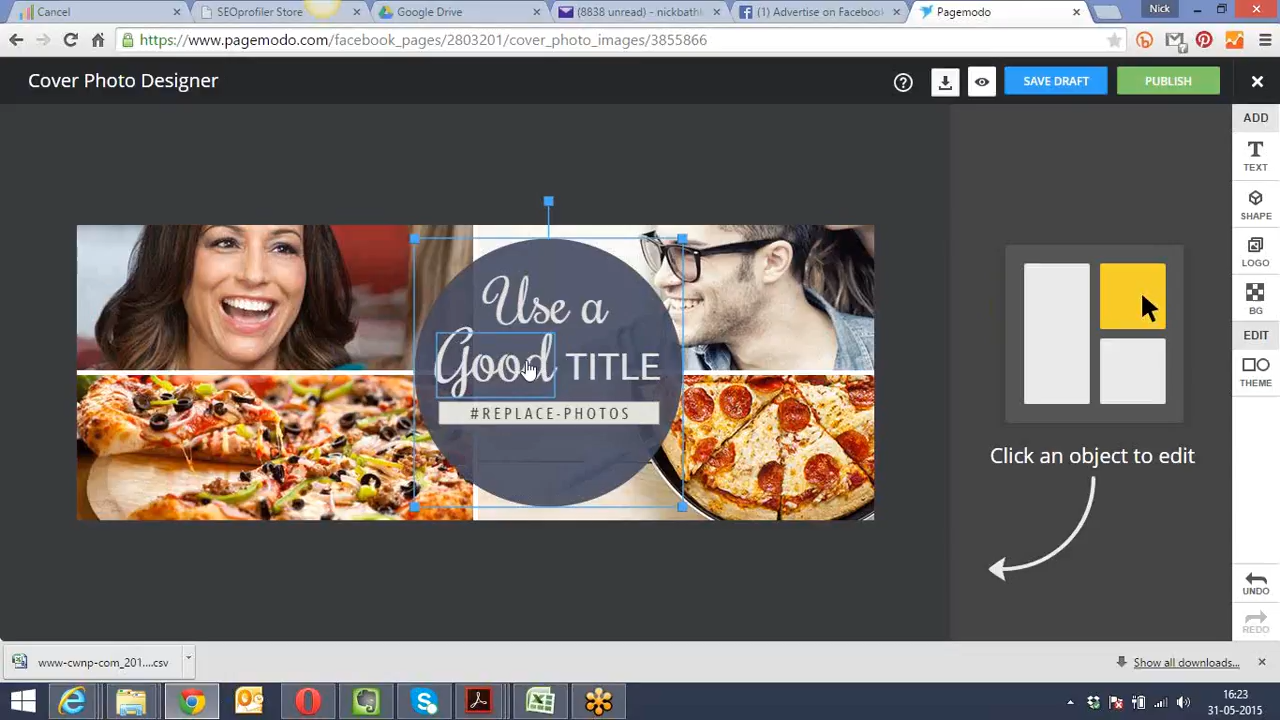 Cancel
SEOprofiler Store
Google Drive
(8838 unread) - nickbathk
(1) Advertise on Facebook
Pagemodo
Nick
https://www.pagemodo.com/facebook_pages/2803201/cover_photo_images/3855866
Cover Photo Designer
SAVE DRAFT
PUBLISH
ADD
TEXT
SHAPE
LOGO
BG
EDIT
THEME
Use a
Good TITLE
#REPLACE-PHOTOS
Click an object to edit
UNDO
REDO
www-cwnp-com_201....csv
Show all downloads...
16:23
31-05-2015